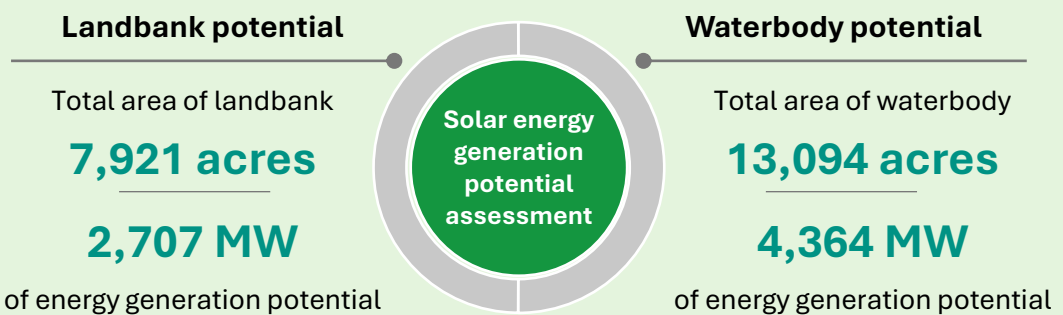 Landbank potential
Total area of landbank
7,921 acres
2,707 MW
of energy generation potential
Solar energy
generation
potential
assessment
Waterbody potential
Total area of waterbody
13,094 acres
4,364 MW
of energy generation potential